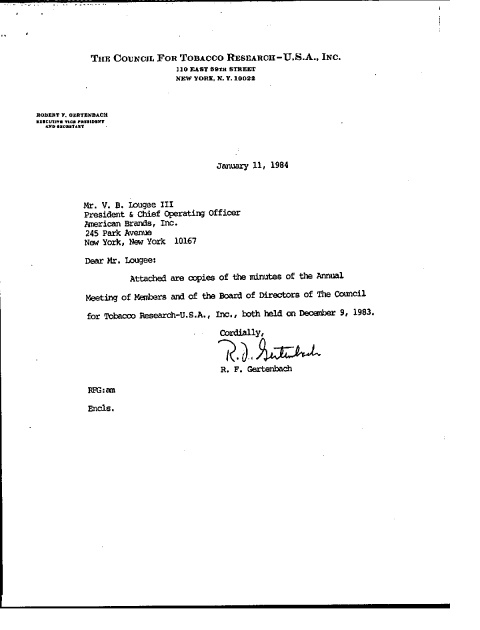 THE COUNCIL FOR TOBACCO RESEARCH-U.S.A., INC.
110 EAST 59TH STREET
NEW YORK, N. Y. 10022
ROBERT F. GERTENBACH
EXECUTIVE VICE PRESIDENT
AND SECRETARY
January 11, 1984
Mr. V. B. Lougee III
President & Chief Operating Officer
American Brands, Inc.
245 Park Avenue
New York, New York 10167
Dear Mr. Lougee:
Attached are copies of the minutes of the Annual
Meeting of Members and of the Board of Directors of The Council
for Tobacco Research-U.S.A., Inc., both held on December 9, 1983.
Cordially,
R. F. Gertenbach
R. F. Gertenbach
RFG:am
Encls.